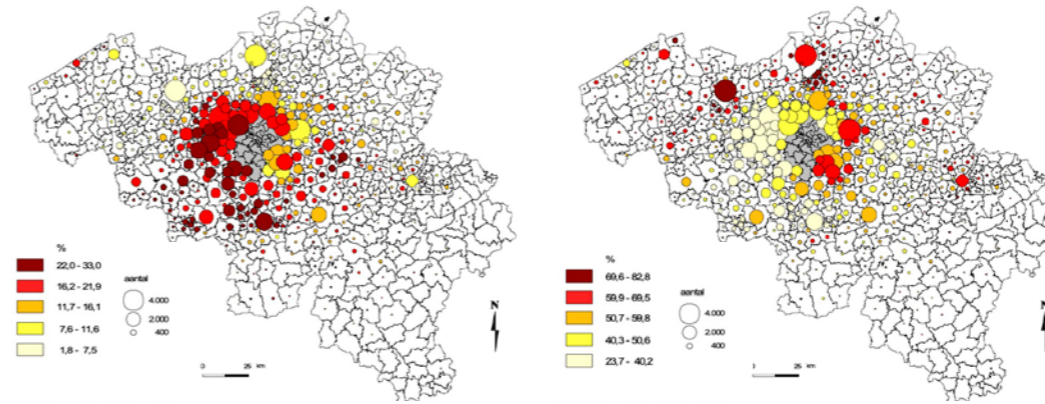 %
22,0 - 33,0
16,2 - 21,9
11,7 - 16,1
7,6 - 11,6
1,8 - 7,5
aantal
4.000
2.000
400
0 25 km
N
%
69,6 - 82,8
59,9 - 69,5
50,7 - 59,8
40,3 - 50,6
23,7 - 40,2
aantal
4.000
2.000
400
0 25 km
N